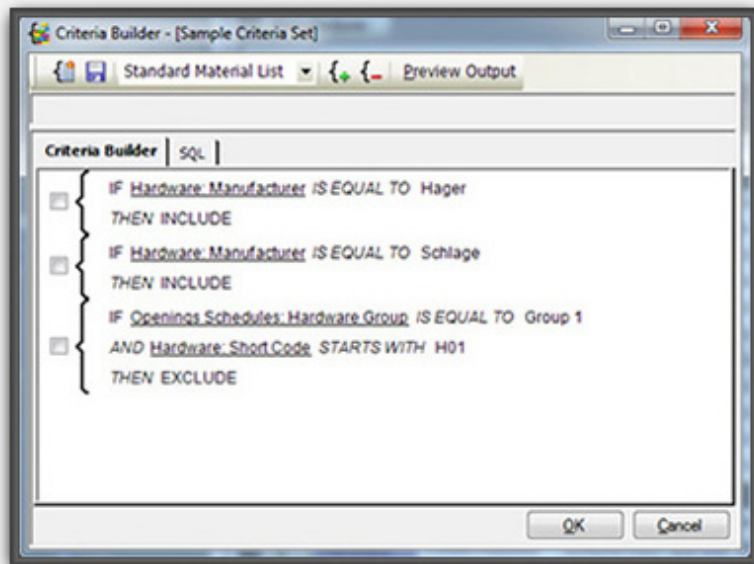 Criteria Builder - [Sample Criteria Set]
Standard Material List Preview Output
Criteria Builder SQL
IF Hardware: Manufacturer IS EQUAL TO Hager
THEN INCLUDE
IF Hardware: Manufacturer IS EQUAL TO Schlage
THEN INCLUDE
IF Openings Schedules: Hardware Group IS EQUAL TO Group 1
AND Hardware: Short Code STARTS WITH H01
THEN EXCLUDE
OK Cancel